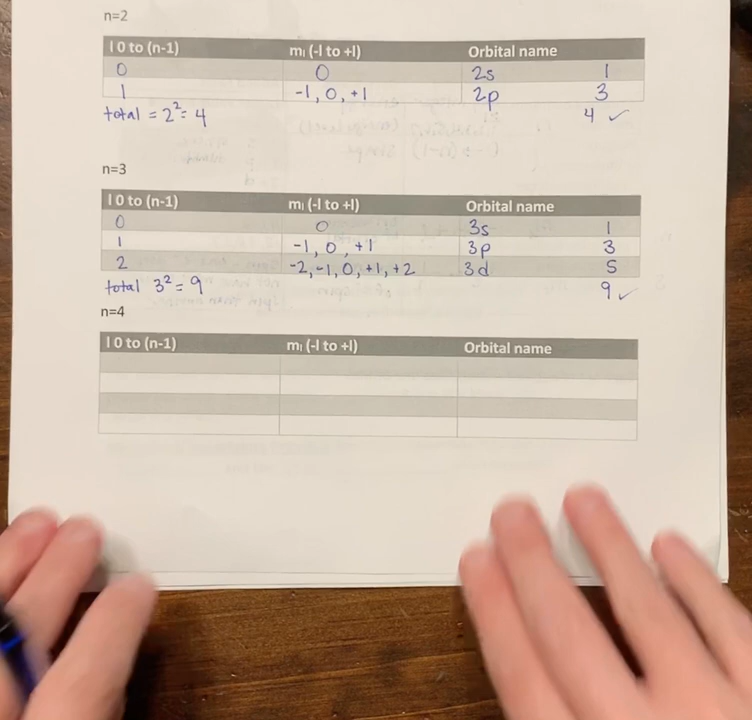 n=2
l 0 to (n-1) mₗ (-l to +l) Orbital name
0 0 2s 1
1 -1, 0, +1 2p 3
total = 2² = 4 4 ✓
n=3
l 0 to (n-1) mₗ (-l to +l) Orbital name
0 0 3s 1
1 -1, 0, +1 3p 3
2 -2, -1, 0, +1, +2 3d 5
total 3² = 9 9 ✓
n=4
l 0 to (n-1) mₗ (-l to +l) Orbital name